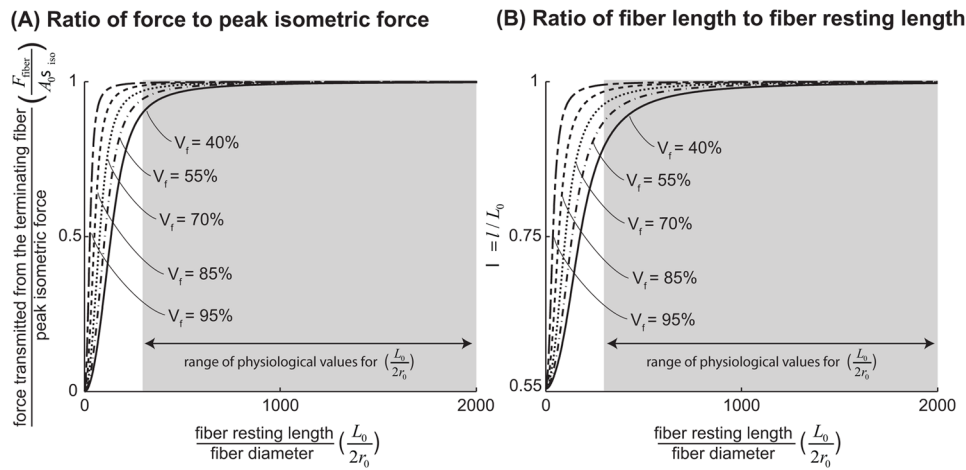 (A) Ratio of force to peak isometric force
force transmitted from the terminating fiber (F_fiber / A_0 s_iso)
peak isometric force
1
0.5
0
V_f = 40%
V_f = 55%
V_f = 70%
V_f = 85%
V_f = 95%
range of physiological values for (L_0 / 2r_0)
0 1000 2000
fiber resting length
fiber diameter (L_0 / 2r_0)
(B) Ratio of fiber length to fiber resting length
l = l / L_0
1
0.75
0.55
V_f = 40%
V_f = 55%
V_f = 70%
V_f = 85%
V_f = 95%
range of physiological values for (L_0 / 2r_0)
0 1000 2000
fiber resting length
fiber diameter (L_0 / 2r_0)